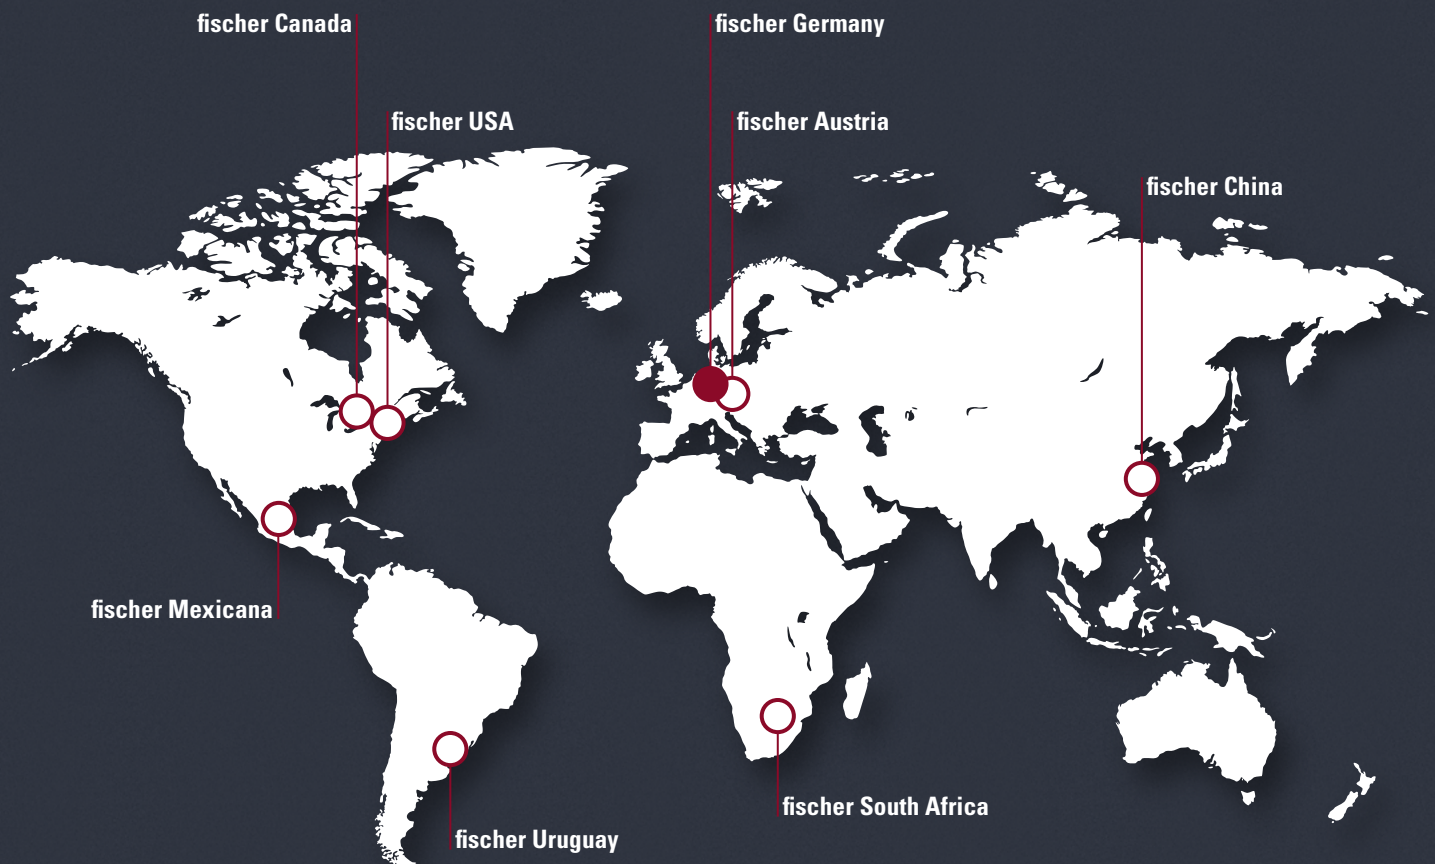 fischer Canada
fischer Germany
fischer USA
fischer Austria
fischer China
fischer Mexicana
fischer South Africa
fischer Uruguay